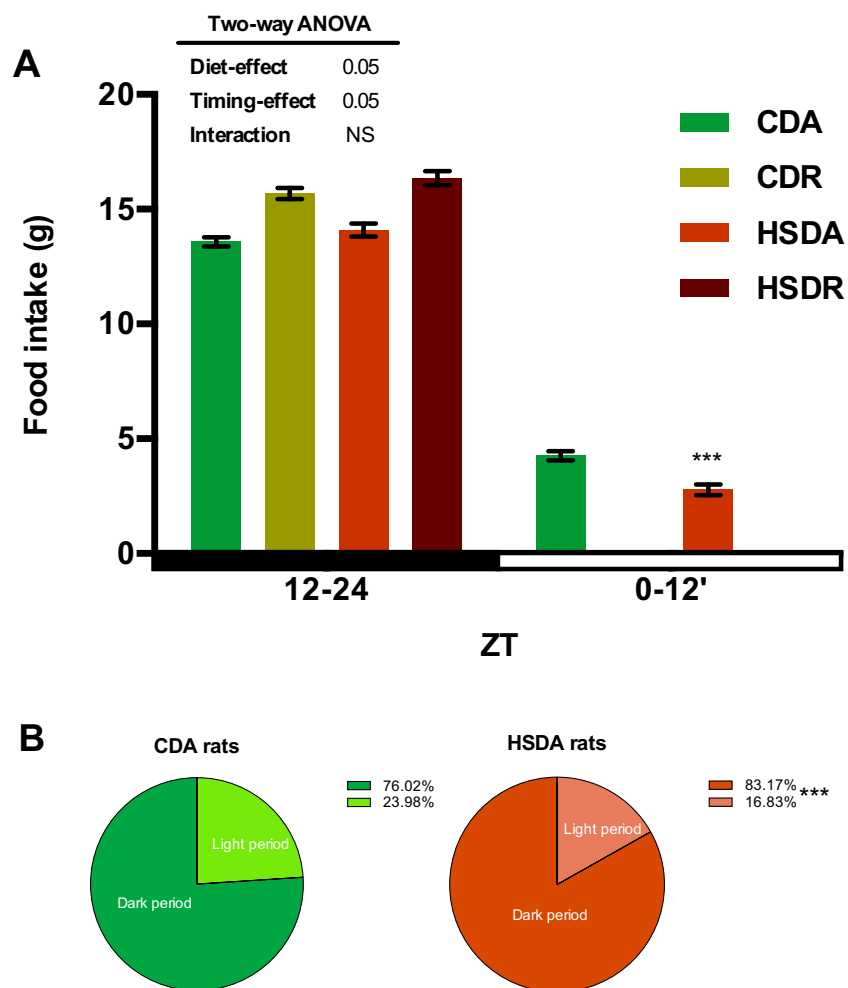 Two-way ANOVA
A
Diet-effect 0.05
Timing-effect 0.05
Interaction NS
20
15
10
5
0
Food intake (g)
CDA
CDR
HSDA
HSDR
***
12-24 0-12'
ZT
B
CDA rats
HSDA rats
76.02%
23.98%
83.17%
16.83%
***
Light period
Dark period
Light period
Dark period